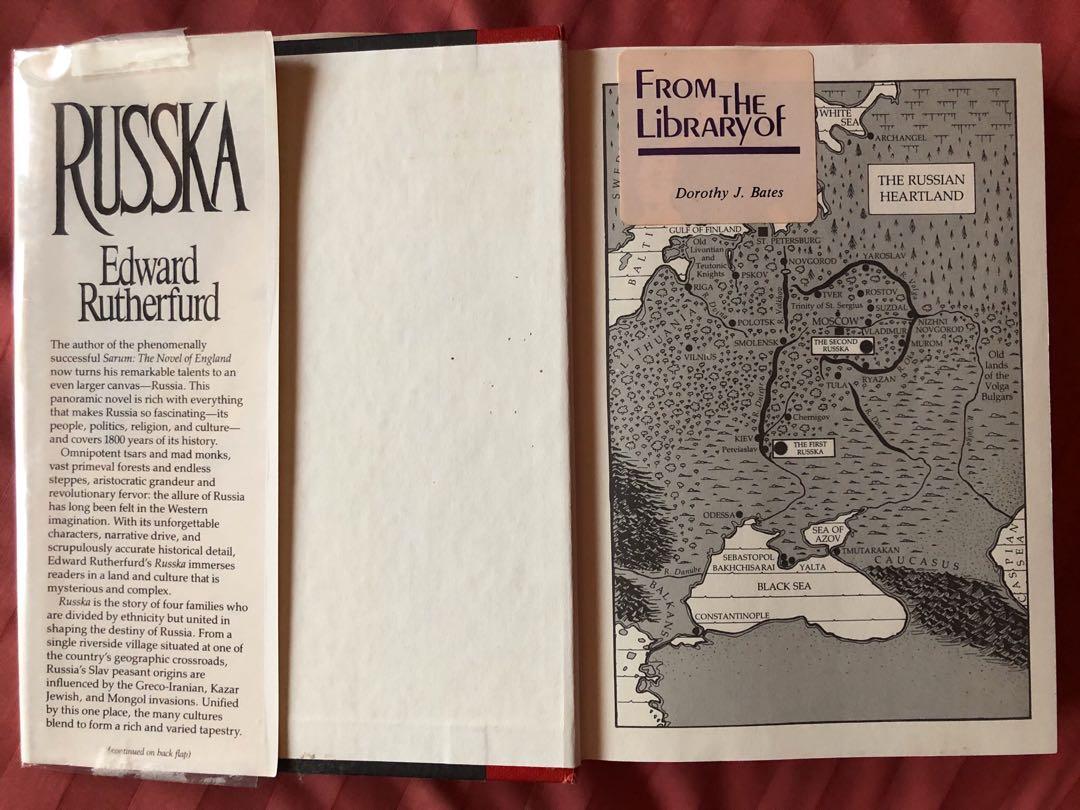 RUSSKA
Edward
Rutherfurd
The author of the phenomenally
successful Sarum: The Novel of England
now turns his remarkable talents to an
even larger canvas—Russia. This
panoramic novel is rich with everything
that makes Russia so fascinating—its
people, politics, religion, and culture—
and covers 1800 years of its history.
Omnipotent tsars and mad monks,
vast primeval forests and endless
steppes, aristocratic grandeur and
revolutionary fervor: the allure of Russia
has long been felt in the Western
imagination. With its unforgettable
characters, narrative drive, and
scrupulously accurate historical detail,
Edward Rutherfurd's Russka immerses
readers in a land and culture that is
mysterious and complex.
Russka is the story of four families who
are divided by ethnicity but united in
shaping the destiny of Russia. From a
single riverside village situated at one of
the country's geographic crossroads,
Russia's Slav peasant origins are
influenced by the Greco-Iranian, Kazar
Jewish, and Mongol invasions. Unified
by this one place, the many cultures
blend to form a rich and varied tapestry.
(continued on back flap)
FROM THE
LIBRARY OF
Dorothy J. Bates
WHITE
SEA
ARCHANGEL
THE RUSSIAN
HEARTLAND
SWED
GULF OF FINLAND
ST. PETERSBURG
BALTI
Old
Livonian
and
Teutonic
Knights
NOVGOROD
YAROSLAV
PSKOV
RIGA
TVER
ROSTOV
R. Volga
Trinity of St. Sergius
SUZDAL
R. Volkhov
POLOTSK
MOSCOW
VLADIMIR
NIZHNI
NOVGOROD
LITHUANIA
SMOLENSK
THE SECOND
RUSSKA
MUROM
VILNIUS
TULA
RYAZAN
Old
lands
of the
Volga
Bulgars
R. Don
Chernigov
Volga
KIEV
Pereiaslav
THE FIRST
RUSSKA
ODESSA
SEA OF
AZOV
TMUTARAKAN
SEBASTOPOL
BAKHCHISARAI
YALTA
CAUCASUS
CASPIAN
SEA
R. Danube
BLACK SEA
BALKANS
CONSTANTINOPLE